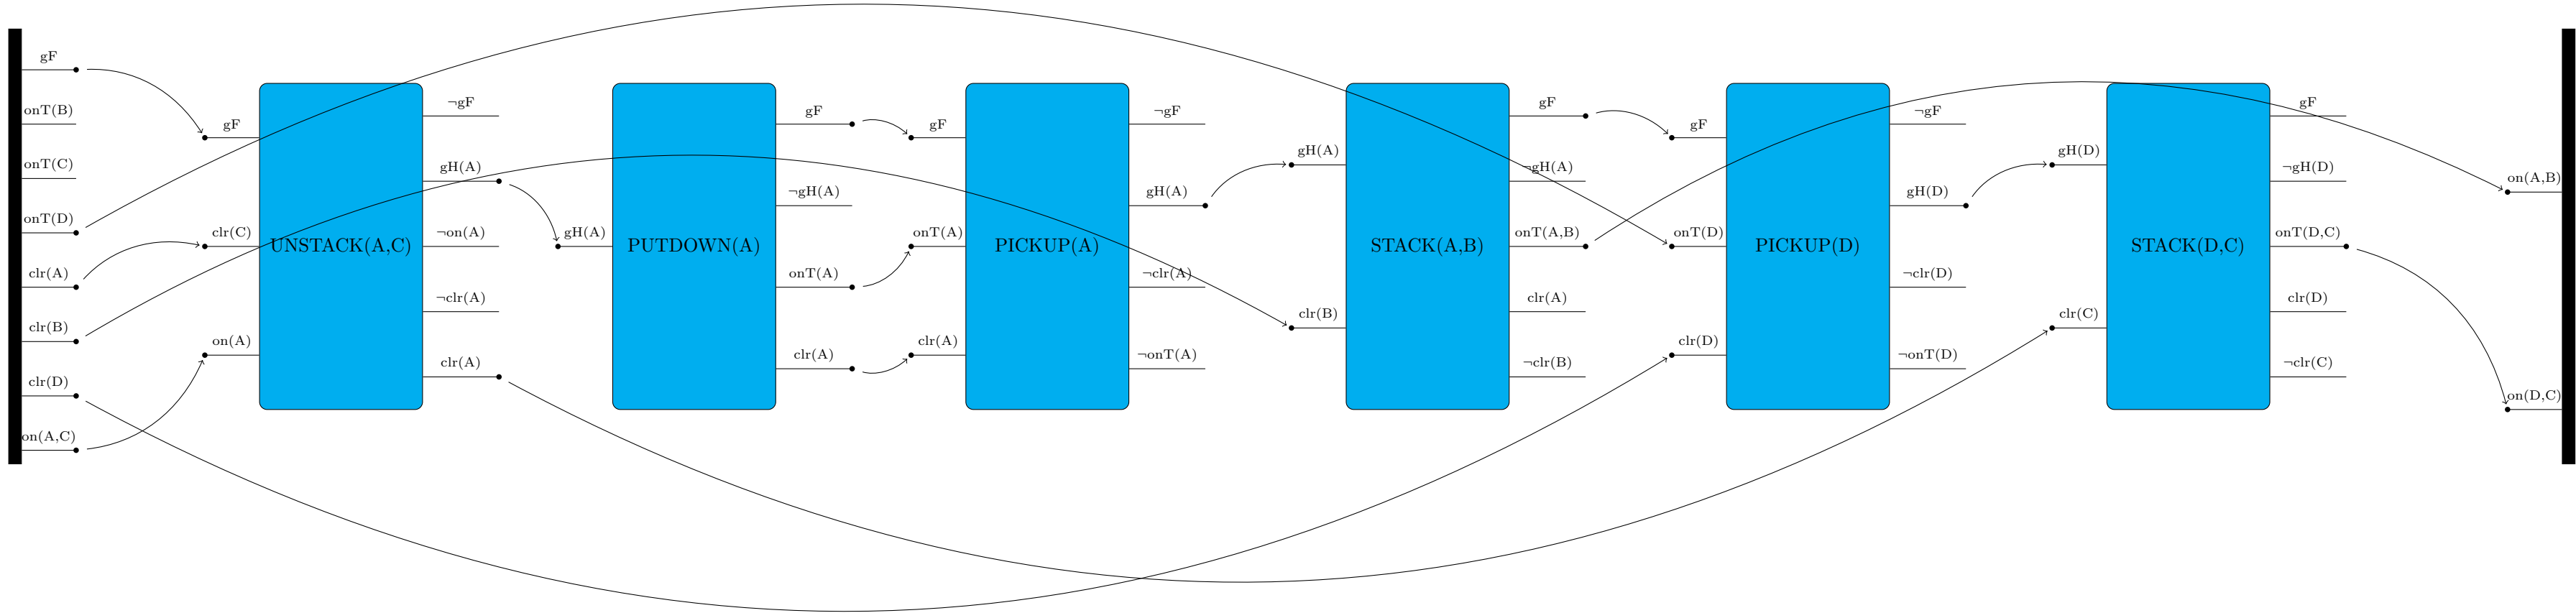 gF
onT(B)
onT(C)
onT(D)
clr(A)
clr(B)
clr(D)
on(A,C)
gF
clr(C)
on(A)
UNSTACK(A,C)
¬gF
gH(A)
¬on(A)
¬clr(A)
clr(A)
gH(A)
PUTDOWN(A)
gF
¬gH(A)
onT(A)
clr(A)
gF
onT(A)
clr(A)
PICKUP(A)
¬gF
gH(A)
¬clr(A)
¬onT(A)
gH(A)
clr(B)
STACK(A,B)
gF
¬gH(A)
onT(A,B)
clr(A)
¬clr(B)
gF
onT(D)
clr(D)
PICKUP(D)
¬gF
gH(D)
¬clr(D)
¬onT(D)
gH(D)
clr(C)
STACK(D,C)
gF
¬gH(D)
onT(D,C)
clr(D)
¬clr(C)
on(A,B)
on(D,C)